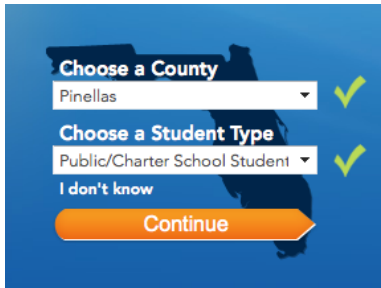 Choose a County
Pinellas
Choose a Student Type
Public/Charter School Student
I don't know
Continue